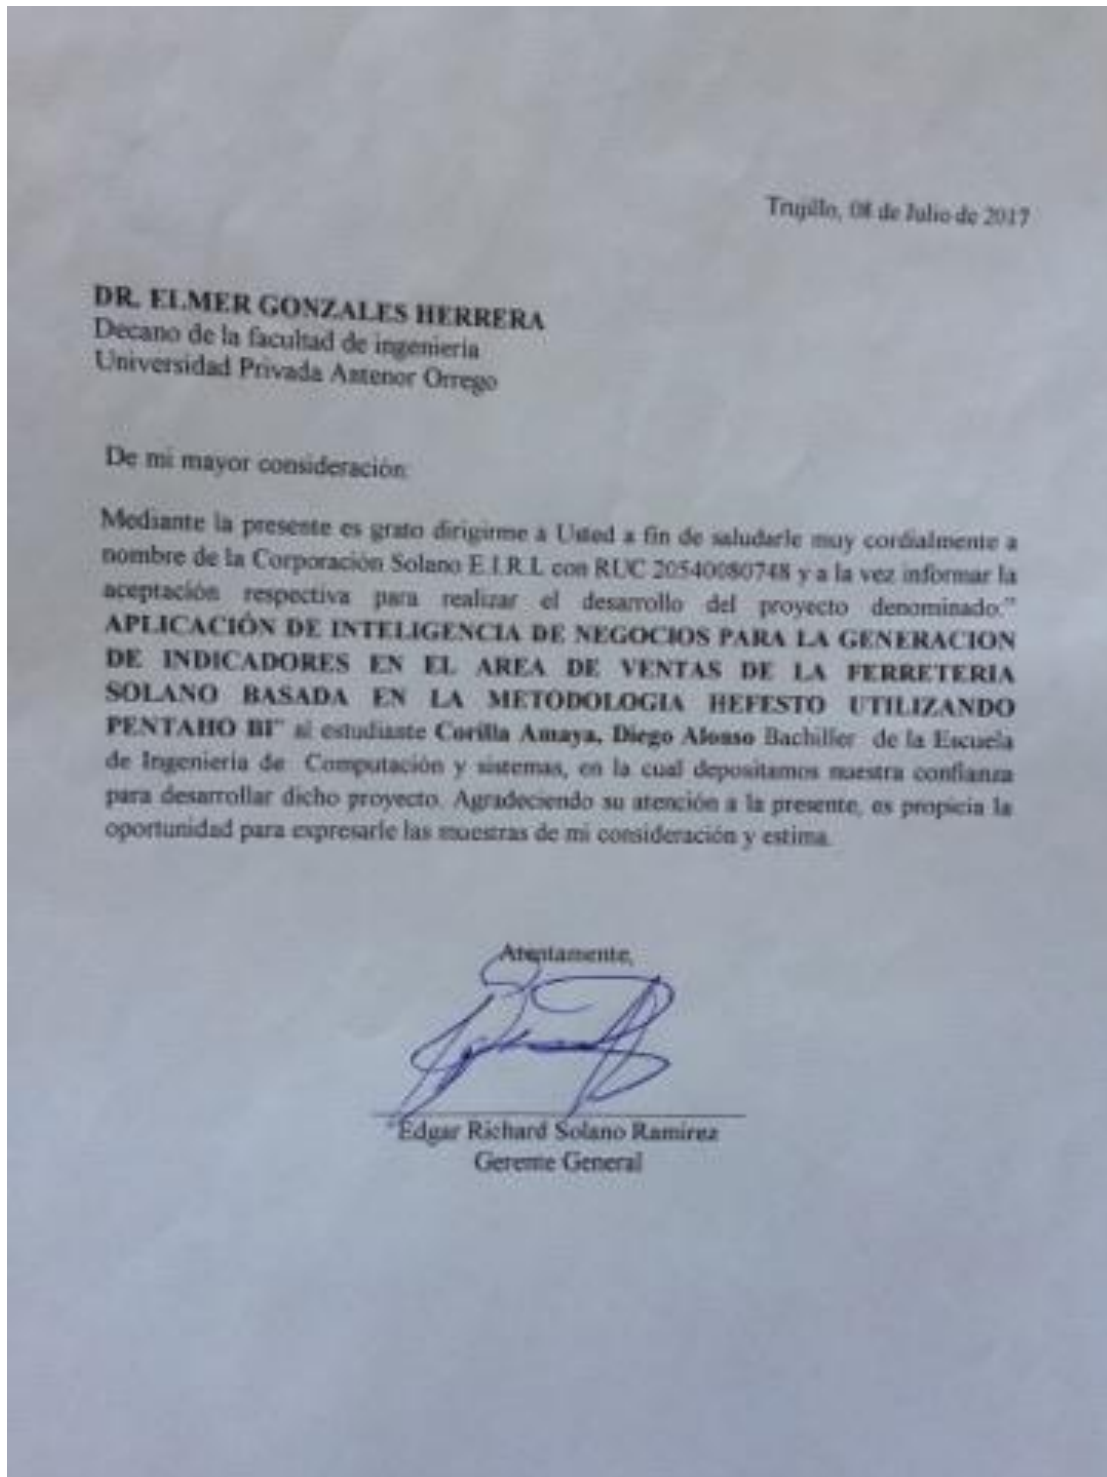 Trujillo, 08 de Julio de 2017
DR. ELMER GONZALES HERRERA
Decano de la facultad de ingeniería
Universidad Privada Antenor Orrego
De mi mayor consideración:
Mediante la presente es grato dirigirme a Usted a fin de saludarle muy cordialmente a
nombre de la Corporación Solano E.I.R.L con RUC 20540080748 y a la vez informar la
aceptación respectiva para realizar el desarrollo del proyecto denominado:"
APLICACIÓN DE INTELIGENCIA DE NEGOCIOS PARA LA GENERACION
DE INDICADORES EN EL AREA DE VENTAS DE LA FERRETERIA
SOLANO BASADA EN LA METODOLOGIA HEFESTO UTILIZANDO
PENTAHO BI" al estudiante Corilla Amaya, Diego Alonso Bachiller de la Escuela
de Ingeniería de Computación y sistemas, en la cual depositamos nuestra confianza
para desarrollar dicho proyecto. Agradeciendo su atención a la presente, es propicia la
oportunidad para expresarle las muestras de mi consideración y estima.
Atentamente,
Edgar Richard Solano Ramirez
Gerente General